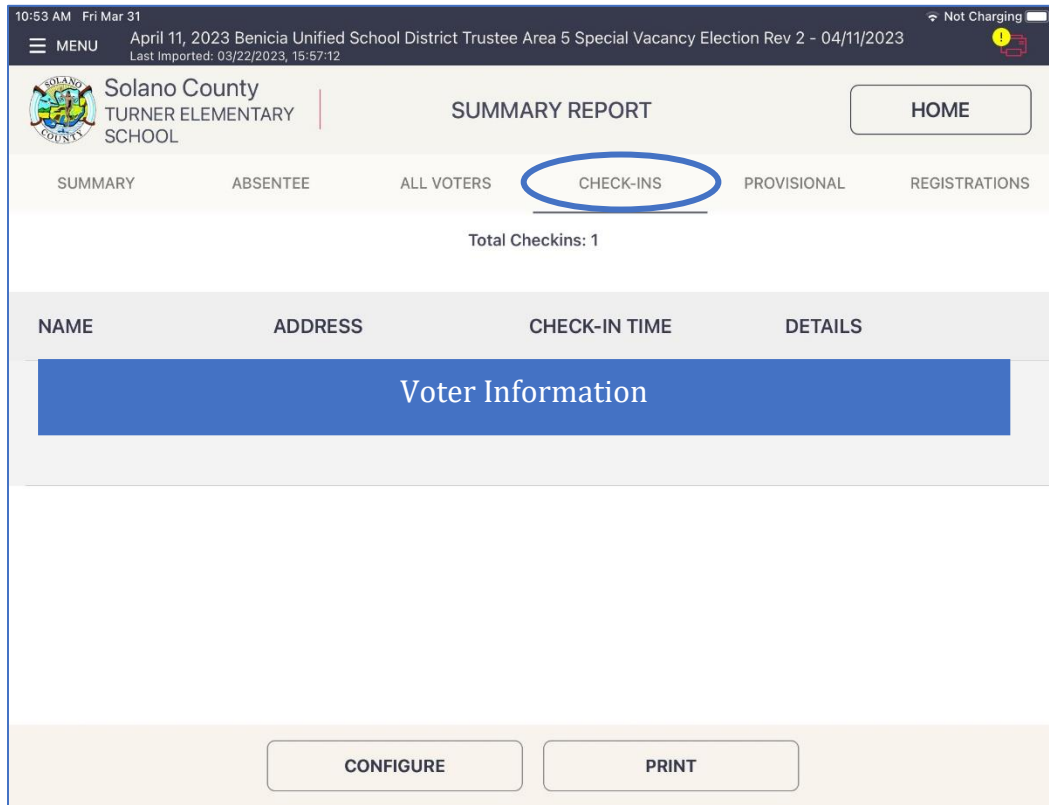 10:53 AM Fri Mar 31
Not Charging
MENU
April 11, 2023 Benicia Unified School District Trustee Area 5 Special Vacancy Election Rev 2 - 04/11/2023
Last Imported: 03/22/2023, 15:57:12
!
SOLANO
COUNTY
Solano County
TURNER ELEMENTARY
SCHOOL
SUMMARY REPORT
HOME
SUMMARY ABSENTEE ALL VOTERS CHECK-INS PROVISIONAL REGISTRATIONS
Total Checkins: 1
NAME ADDRESS CHECK-IN TIME DETAILS
Voter Information
CONFIGURE PRINT